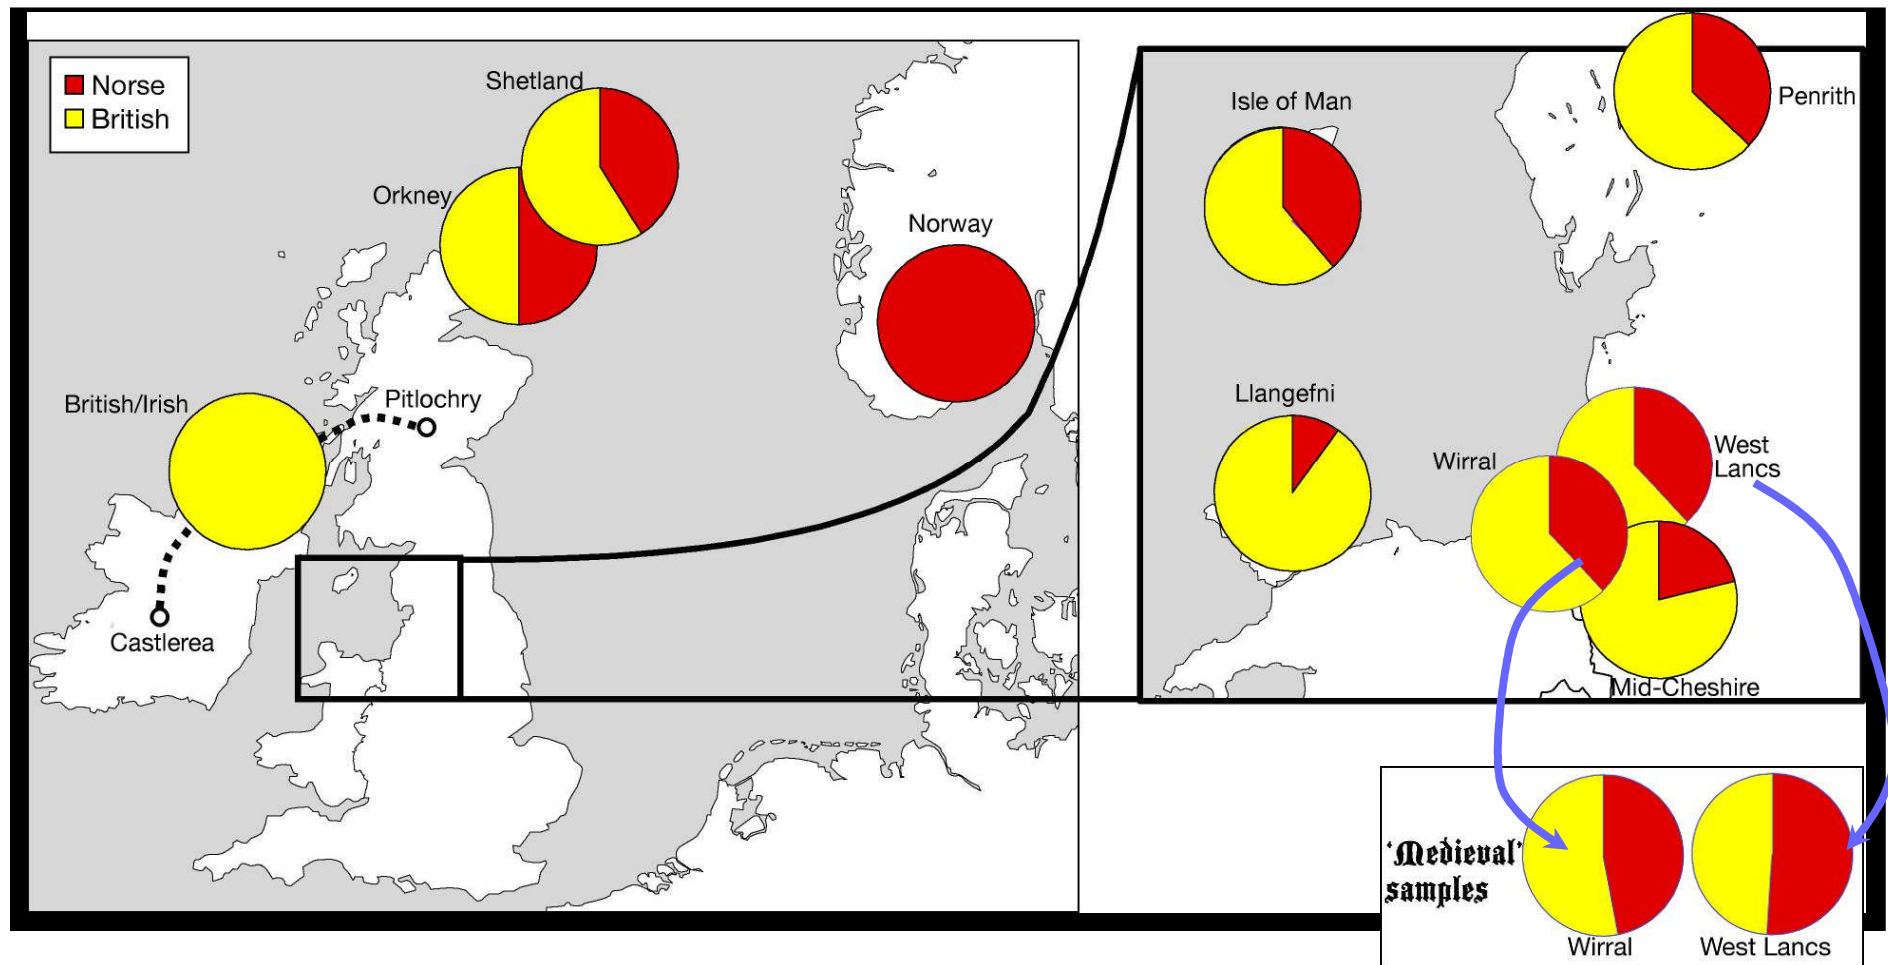 Norse
British
Shetland
Orkney
Norway
British/Irish
Pitlochry
Castlerea
Isle of Man
Penrith
Llangefni
Wirral
West
Lancs
Mid-Cheshire
'Medieval'
samples
Wirral
West Lancs